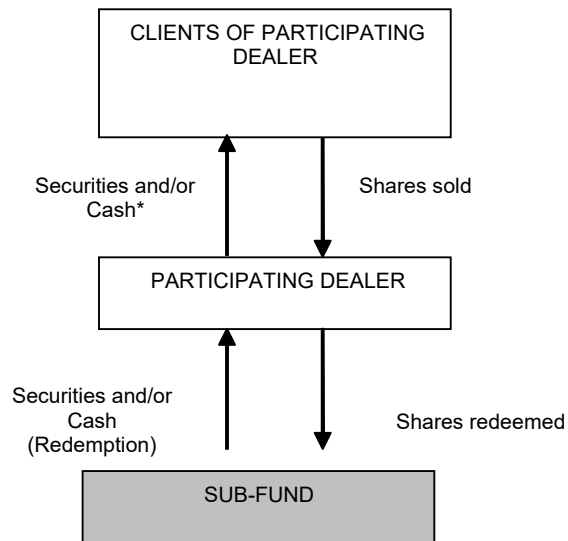 CLIENTS OF PARTICIPATING
DEALER
Securities and/or
Cash*
Shares sold
PARTICIPATING DEALER
Securities and/or
Cash
(Redemption)
Shares redeemed
SUB-FUND